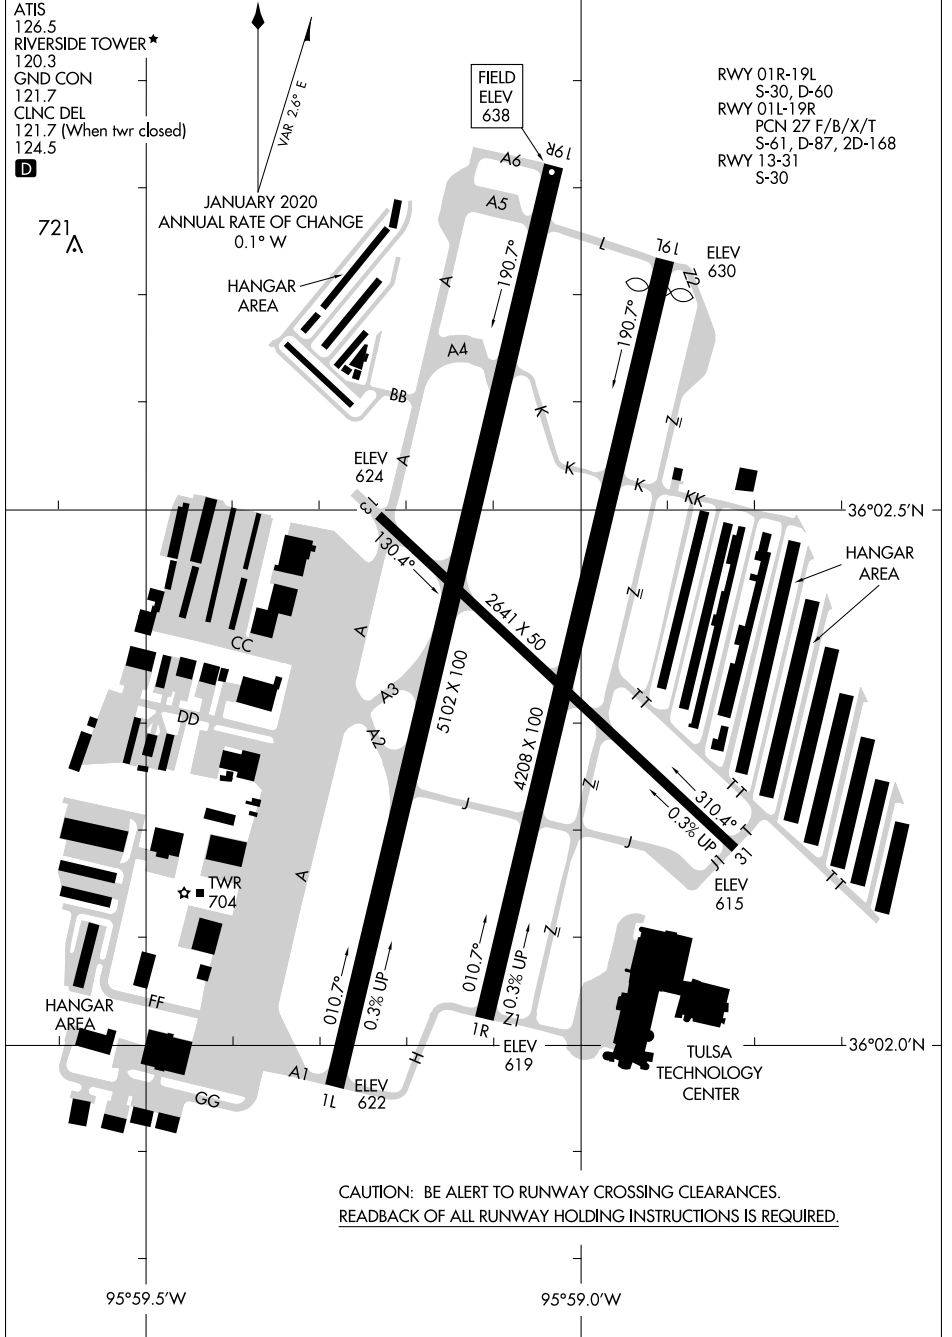 ATIS
126.5
RIVERSIDE TOWER★
120.3
GND CON
121.7
CLNC DEL
121.7 (When twr closed)
124.5
D
VAR 2.6° E
JANUARY 2020
ANNUAL RATE OF CHANGE
0.1° W
721
FIELD
ELEV
638
RWY 01R-19L
S-30, D-60
RWY 01L-19R
PCN 27 F/B/X/T
S-61, D-87, 2D-168
RWY 13-31
S-30
A6
19R
A5
L
19L
ELEV
630
Z2
HANGAR
AREA
A
190.7°
190.7°
A4
BB
K
Z
A
ELEV
624
K
K
KK
13
36°02.5'N
130.4°
HANGAR
AREA
2641 X 50
Z
A
CC
5102 X 100
A3
TT
DD
A2
4208 X 100
J
Z
TT
310.4°
0.3% UP
T
J
JJ
31
TT
A
TWR
704
ELEV
615
Z
010.7°
0.3% UP
010.7°
0.3% UP
HANGAR
AREA
FF
1R
Z1
ELEV
619
H
36°02.0'N
TULSA
TECHNOLOGY
CENTER
A1
1L
ELEV
622
GG
CAUTION: BE ALERT TO RUNWAY CROSSING CLEARANCES.
READBACK OF ALL RUNWAY HOLDING INSTRUCTIONS IS REQUIRED.
95°59.5'W
95°59.0'W